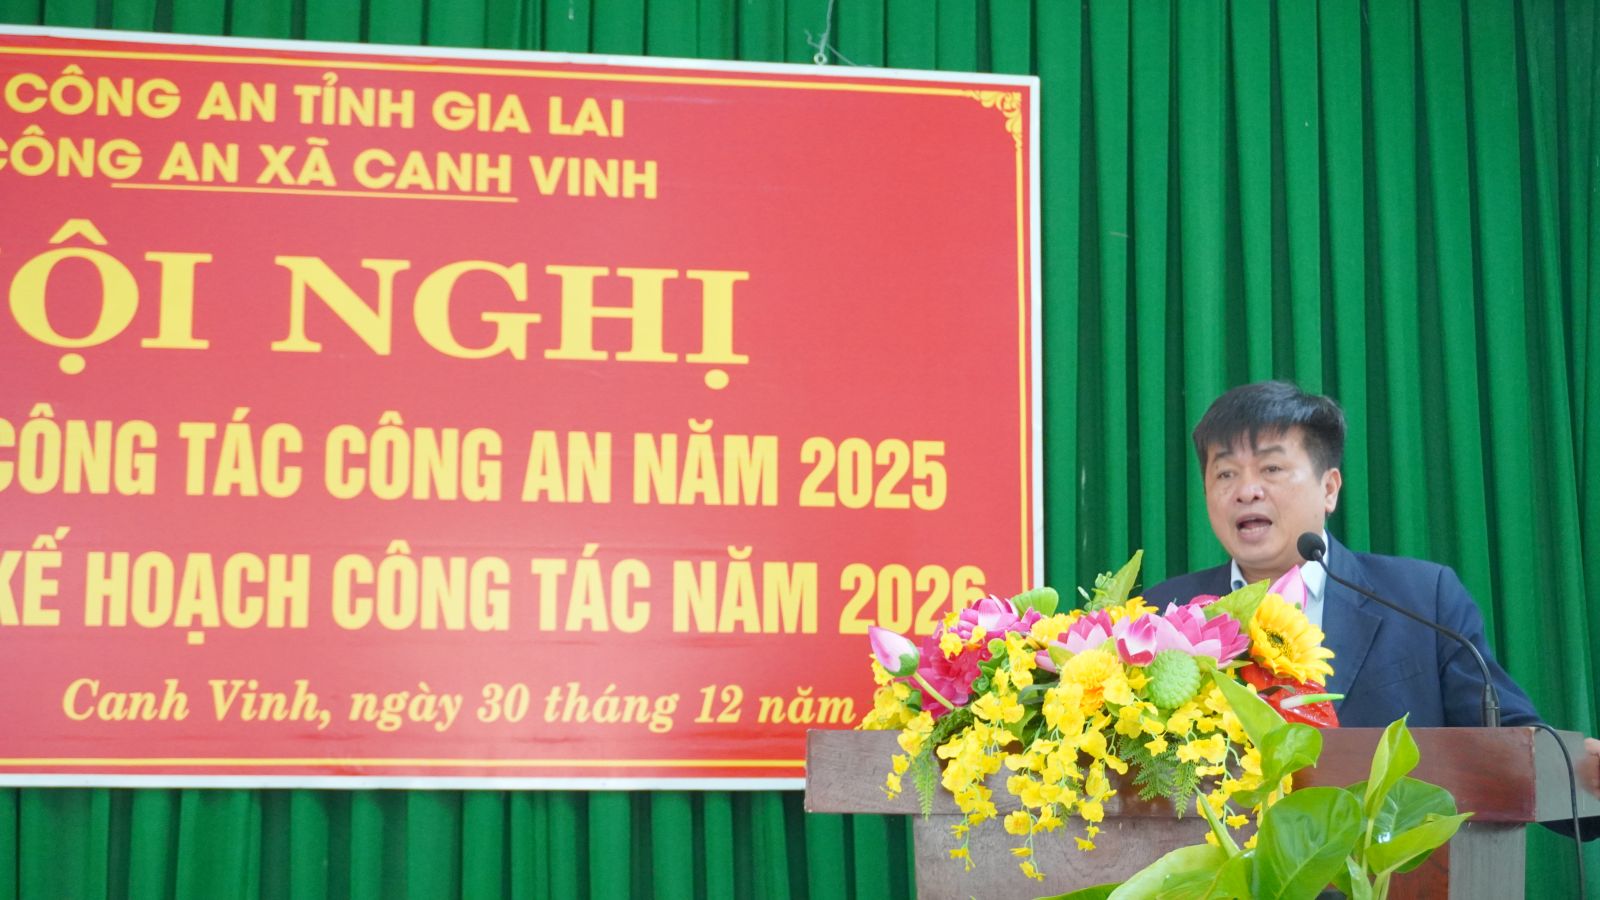 CÔNG AN TỈNH GIA LAI
CÔNG AN XÃ CANH VINH
HỘI NGHỊ
CÔNG TÁC CÔNG AN NĂM 2025
KẾ HOẠCH CÔNG TÁC NĂM 2026
Canh Vinh, ngày 30 tháng 12 năm